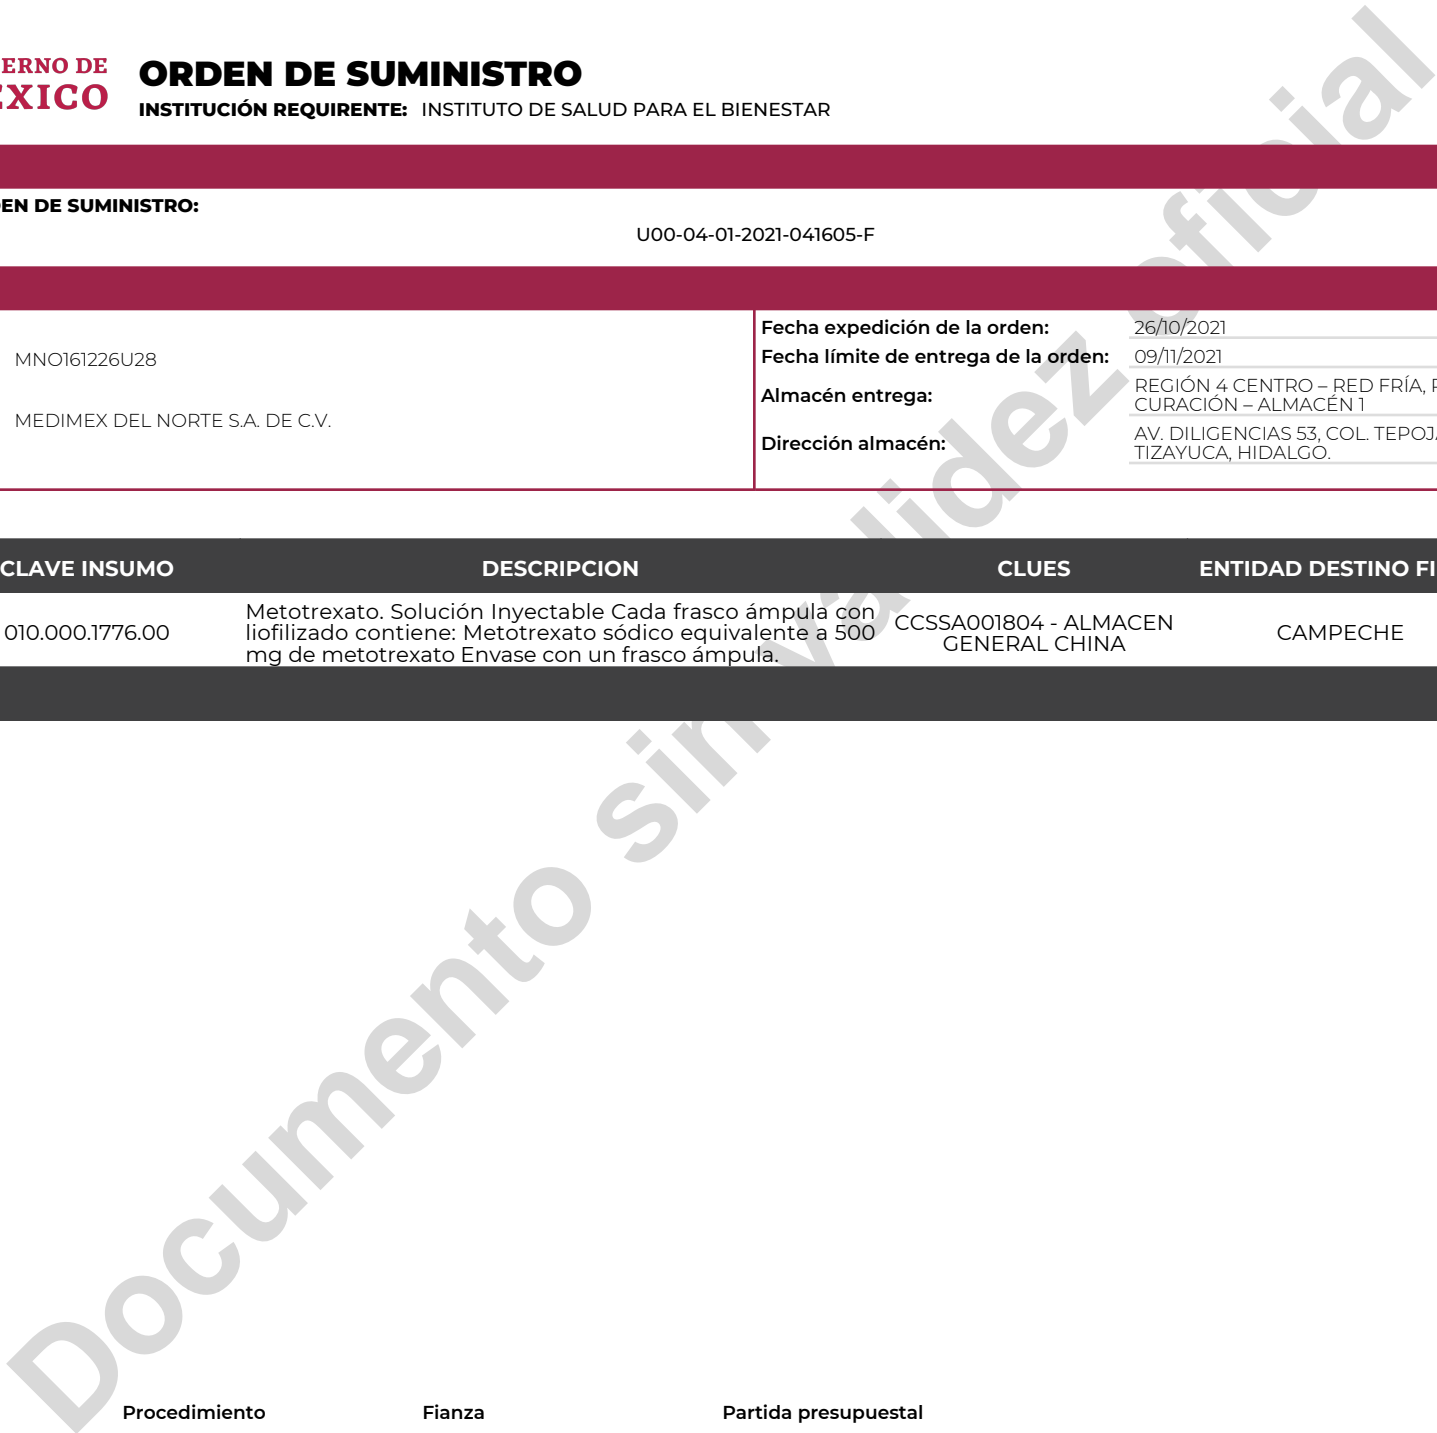 ERNO DE
EXICO
ORDEN DE SUMINISTRO
INSTITUCIÓN REQUIRENTE: INSTITUTO DE SALUD PARA EL BIENESTAR
EN DE SUMINISTRO:
U00-04-01-2021-041605-F
MNO161226U28
MEDIMEX DEL NORTE S.A. DE C.V.
Fecha expedición de la orden: 26/10/2021
Fecha límite de entrega de la orden: 09/11/2021
Almacén entrega: REGIÓN 4 CENTRO – RED FRÍA,
CURACIÓN – ALMACÉN 1
Dirección almacén: AV. DILIGENCIAS 53, COL. TEPOJ
TIZAYUCA, HIDALGO.
CLAVE INSUMO DESCRIPCION CLUES ENTIDAD DESTINO FI
010.000.1776.00
Metotrexato. Solución Inyectable Cada frasco ámpula con
liofilizado contiene: Metotrexato sódico equivalente a 500
mg de metotrexato Envase con un frasco ámpula.
CCSSA001804 - ALMACEN
GENERAL CHINA
CAMPECHE
Documento sin validez oficial
Procedimiento Fianza Partida presupuestal